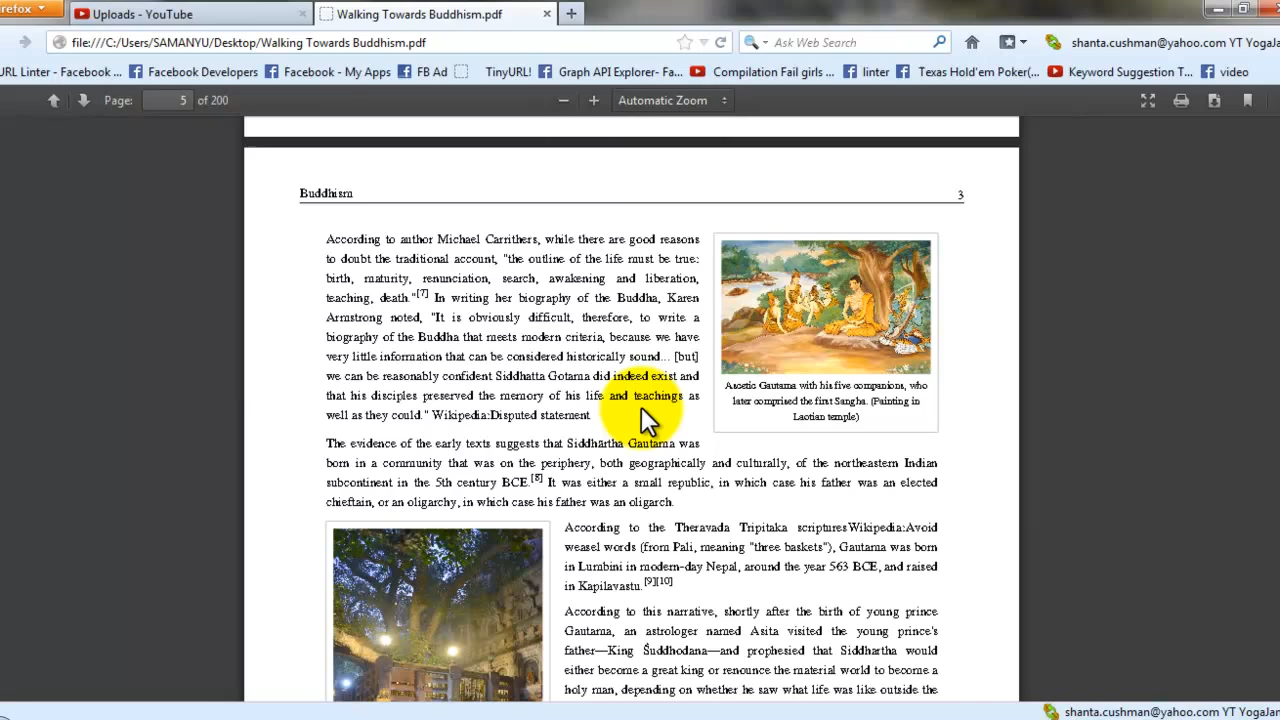 irefox
Uploads - YouTube
Walking Towards Buddhism.pdf
file:///C:/Users/SAMANYU/Desktop/Walking Towards Buddhism.pdf
Ask Web Search
shanta.cushman@yahoo.com YT YogaJan
URL Linter - Facebook ...
Facebook Developers
Facebook - My Apps
FB Ad
TinyURL!
Graph API Explorer- Fa...
Compilation Fail girls ...
linter
Texas Hold'em Poker(...
Keyword Suggestion T...
video
Page: 5 of 200
Automatic Zoom
Buddhism 3
According to author Michael Carrithers, while there are good reasons
to doubt the traditional account, "the outline of the life must be true:
birth, maturity, renunciation, search, awakening and liberation,
teaching, death."[7] In writing her biography of the Buddha, Karen
Armstrong noted, "It is obviously difficult, therefore, to write a
biography of the Buddha that meets modern criteria, because we have
very little information that can be considered historically sound... [but]
we can be reasonably confident Siddhatta Gotama did indeed exist and
that his disciples preserved the memory of his life and teachings as
well as they could." Wikipedia:Disputed statement
Ascetic Gautama with his five companions, who
later comprised the first Sangha. (Painting in
Laotian temple)
The evidence of the early texts suggests that Siddhārtha Gautama was
born in a community that was on the periphery, both geographically and culturally, of the northeastern Indian
subcontinent in the 5th century BCE.[8] It was either a small republic, in which case his father was an elected
chieftain, or an oligarchy, in which case his father was an oligarch.
According to the Theravada Tripitaka scripturesWikipedia:Avoid
weasel words (from Pali, meaning "three baskets"), Gautama was born
in Lumbini in modern-day Nepal, around the year 563 BCE, and raised
in Kapilavastu.[9][10]
According to this narrative, shortly after the birth of young prince
Gautama, an astrologer named Asita visited the young prince's
father—King Śuddhodana—and prophesied that Siddhartha would
either become a great king or renounce the material world to become a
holy man, depending on whether he saw what life was like outside the
shanta.cushman@yahoo.com YT YogaJan